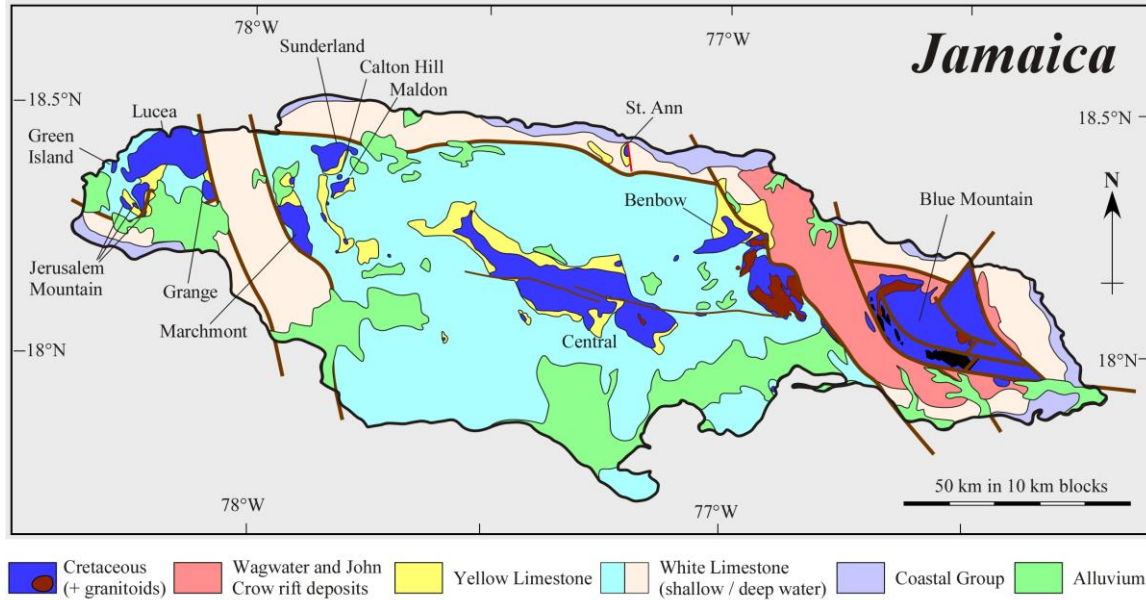 78°W
77°W
Jamaica
Sunderland
Calton Hill
Maldon
18.5°N
Lucea
St. Ann
18.5°N
Green
Island
N
Benbow
Blue Mountain
Jerusalem
Mountain
Grange
Marchmont
Central
18°N
18°N
78°W
77°W
50 km in 10 km blocks
Cretaceous
(+ granitoids)
Wagwater and John
Crow rift deposits
Yellow Limestone
White Limestone
(shallow / deep water)
Coastal Group
Alluvium